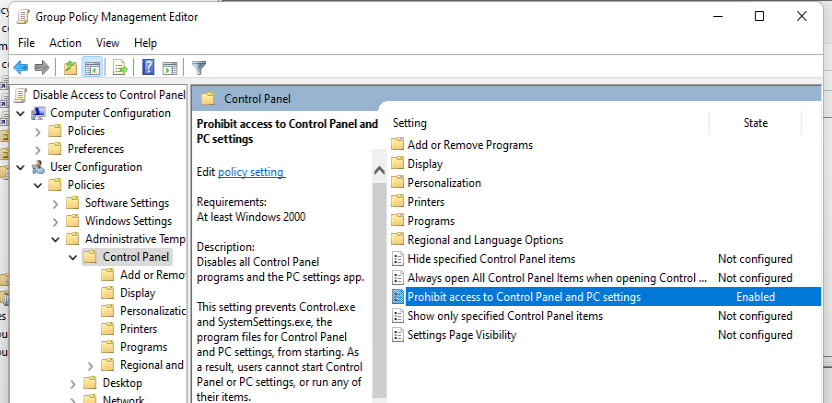 Group Policy Management Editor
File Action View Help
Disable Access to Control Panel
Computer Configuration
Policies
Preferences
User Configuration
Policies
Software Settings
Windows Settings
Administrative Temp
Control Panel
Add or Remo
Display
Personalizatio
Printers
Programs
Regional and
Desktop
Network
Control Panel
Prohibit access to Control Panel and
PC settings
Edit policy setting
Requirements:
At least Windows 2000
Description:
Disables all Control Panel
programs and the PC settings app.
This setting prevents Control.exe
and SystemSettings.exe, the
program files for Control Panel
and PC settings, from starting. As
a result, users cannot start Control
Panel or PC settings, or run any of
their items.
Setting State
Add or Remove Programs
Display
Personalization
Printers
Programs
Regional and Language Options
Hide specified Control Panel items Not configured
Always open All Control Panel Items when opening Control ... Not configured
Prohibit access to Control Panel and PC settings Enabled
Show only specified Control Panel items Not configured
Settings Page Visibility Not configured